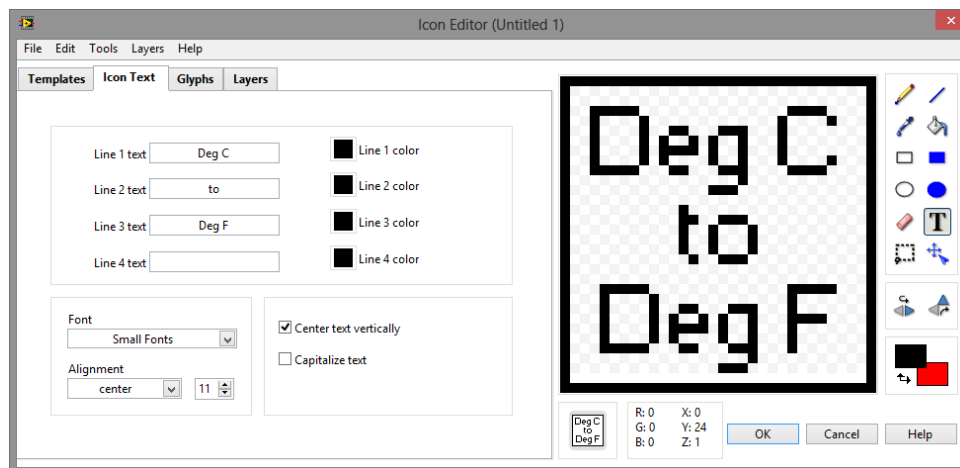 Icon Editor (Untitled 1)
File Edit Tools Layers Help
Templates Icon Text Glyphs Layers
Line 1 text Deg C Line 1 color
Line 2 text to Line 2 color
Line 3 text Deg F Line 3 color
Line 4 text Line 4 color
Font
Small Fonts
Alignment
center 11
Center text vertically
Capitalize text
Deg C
to
Deg F
T
Deg C
to
Deg F
R: 0 X: 0
G: 0 Y: 24
B: 0 Z: 1
OK Cancel Help